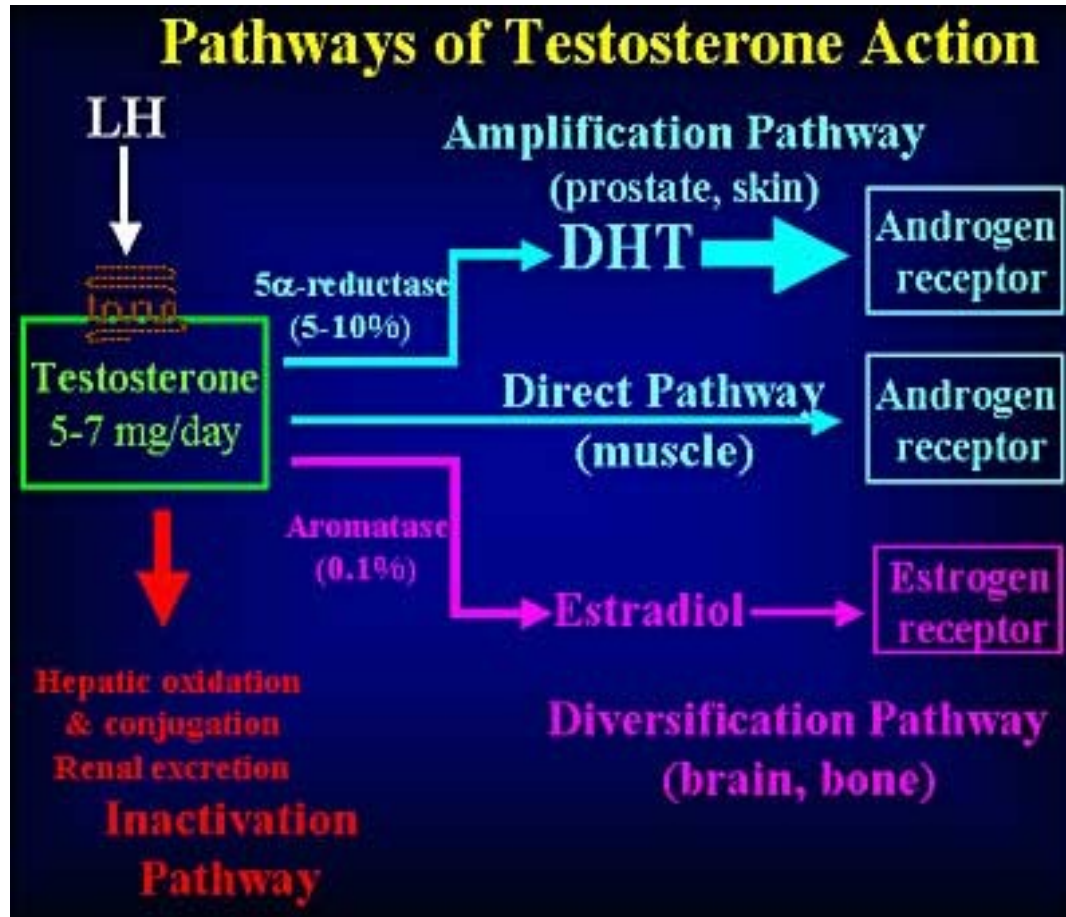 Pathways of Testosterone Action
LH
Amplification Pathway
(prostate, skin)
DHT
Androgen
receptor
5α-reductase
(5-10%)
Testosterone
5-7 mg/day
Direct Pathway
(muscle)
Androgen
receptor
Aromatase
(0.1%)
Estradiol
Estrogen
receptor
Diversification Pathway
(brain, bone)
Hepatic oxidation
& conjugation
Renal excretion
Inactivation
Pathway